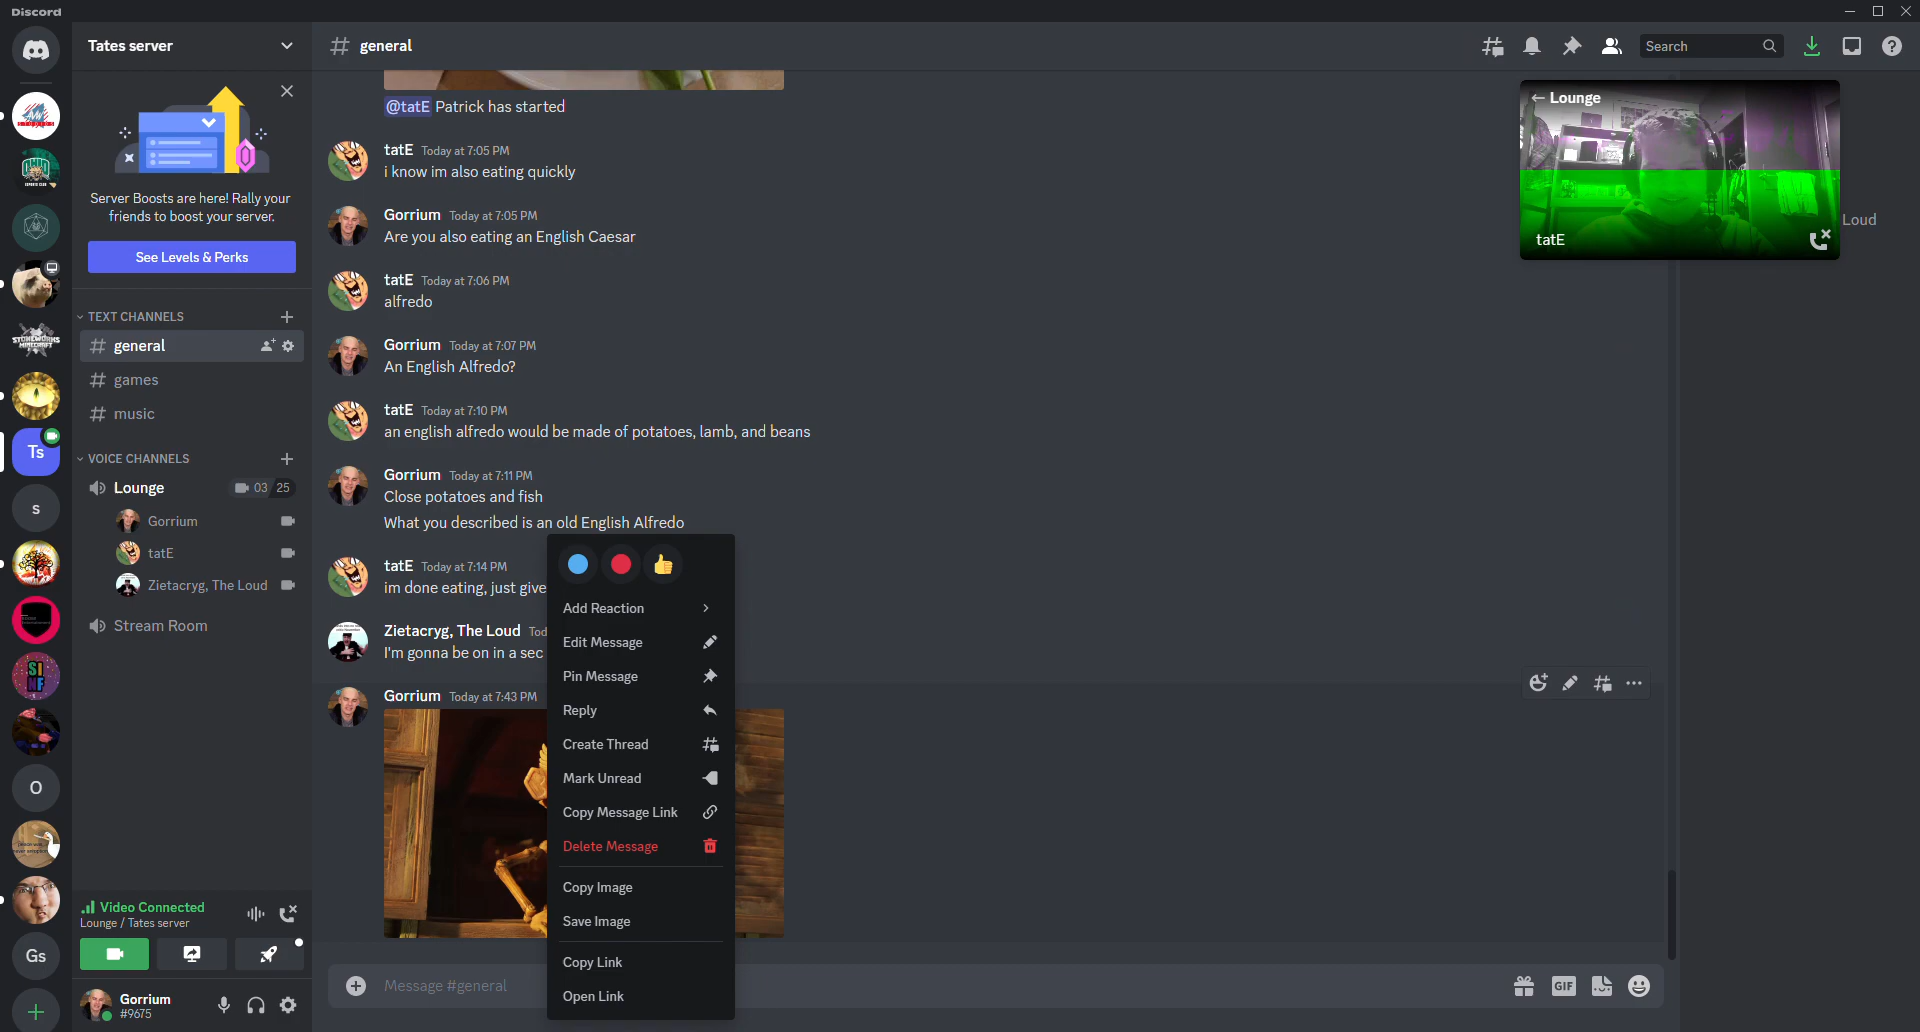 Discord
Tates server
general
Search
Server Boosts are here! Rally your
friends to boost your server.
See Levels & Perks
TEXT CHANNELS
general
games
music
VOICE CHANNELS
Lounge
03 25
Gorrium
tatE
Zietacryg, The Loud
Stream Room
Video Connected
Lounge / Tates server
Gorrium
#9675
Ts
s
SI
NF
O
Gs
@tatE Patrick has started
tatE Today at 7:05 PM
i know im also eating quickly
Gorrium Today at 7:05 PM
Are you also eating an English Caesar
tatE Today at 7:06 PM
alfredo
Gorrium Today at 7:07 PM
An English Alfredo?
tatE Today at 7:10 PM
an english alfredo would be made of potatoes, lamb, and beans
Gorrium Today at 7:11 PM
Close potatoes and fish
What you described is an old English Alfredo
tatE Today at 7:14 PM
im done eating, just give
Zietacryg, The Loud Tod
I'm gonna be on in a sec
Gorrium Today at 7:43 PM
Add Reaction
Edit Message
Pin Message
Reply
Create Thread
Mark Unread
Copy Message Link
Delete Message
Copy Image
Save Image
Copy Link
Open Link
Message #general
GIF
Lounge
tatE
Loud